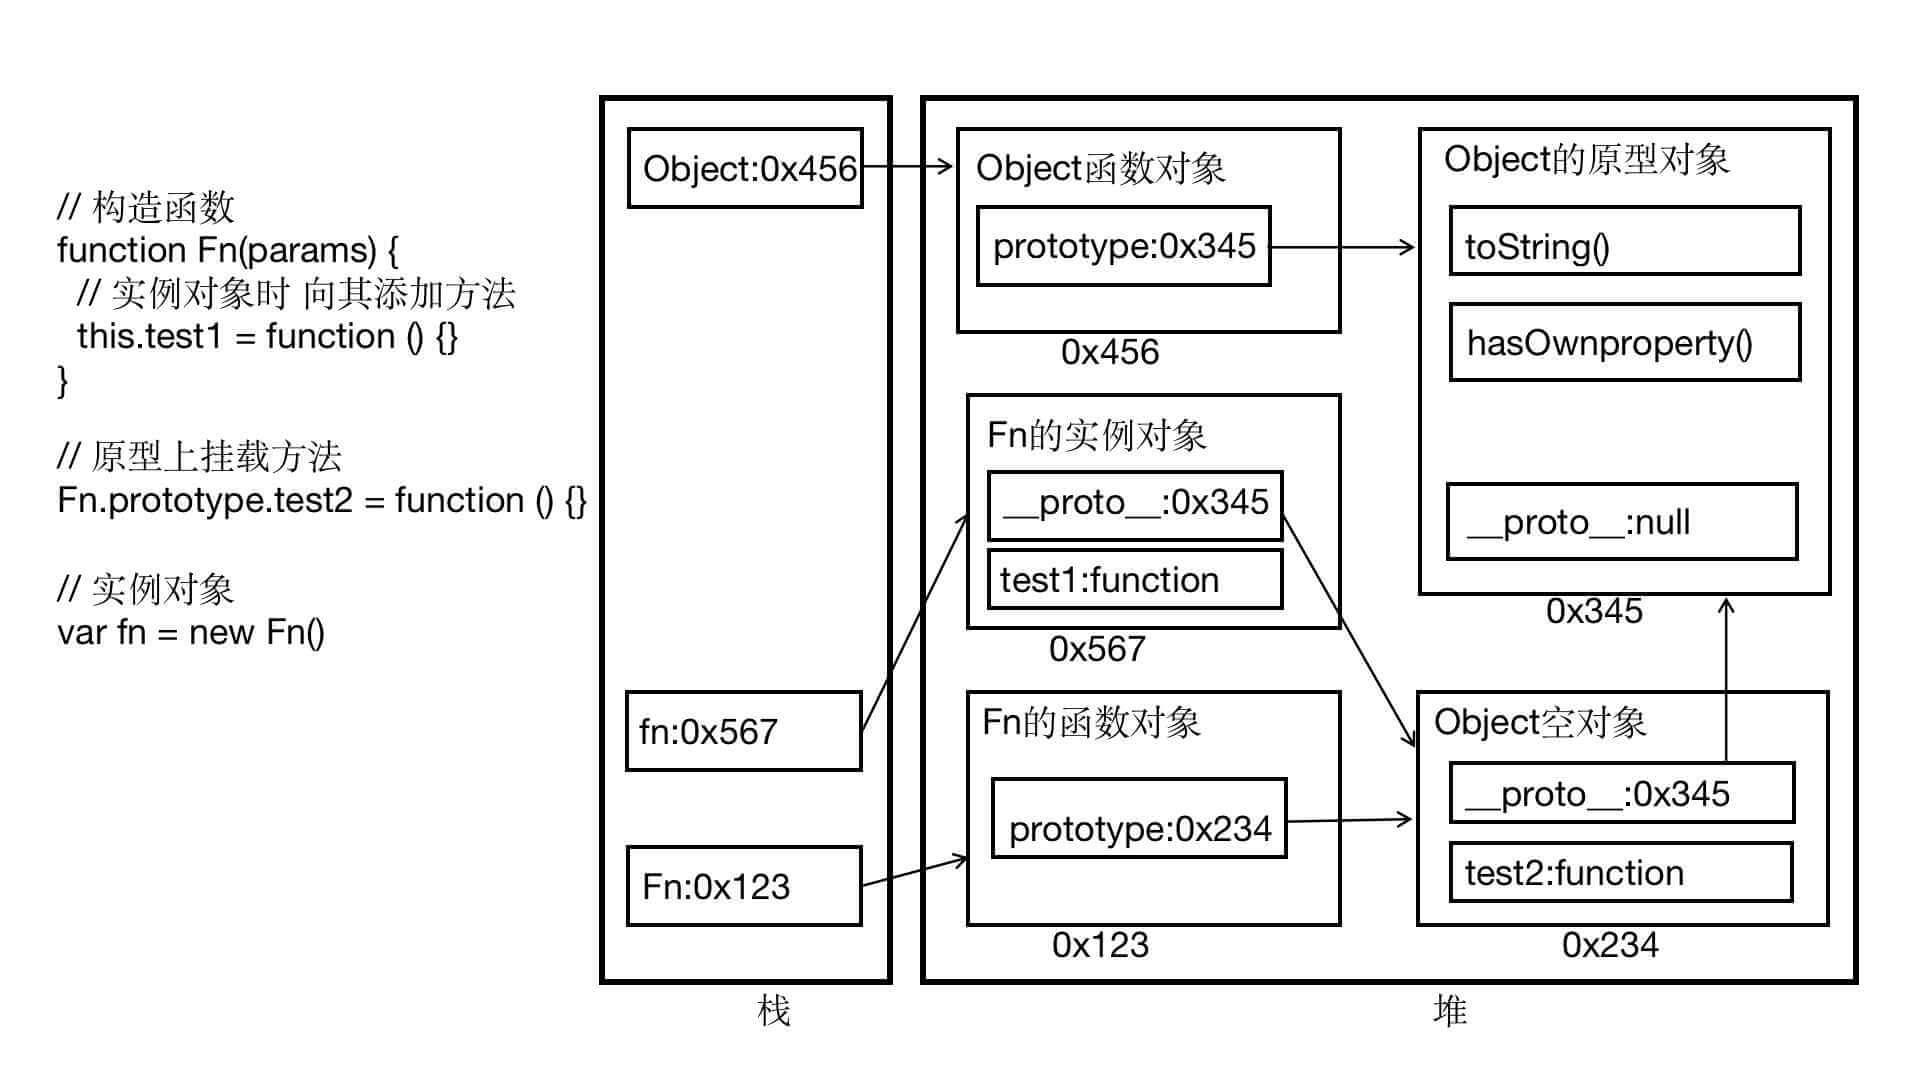 // 构造函数
function Fn(params) {
// 实例对象时 向其添加方法
this.test1 = function () {}
}
// 原型上挂载方法
Fn.prototype.test2 = function () {}
// 实例对象
var fn = new Fn()
Object:0x456
fn:0x567
Fn:0x123
栈
Object函数对象
prototype:0x345
0x456
Fn的实例对象
__proto__:0x345
test1:function
0x567
Fn的函数对象
prototype:0x234
0x123
Object的原型对象
toString()
hasOwnproperty()
__proto__:null
0x345
Object空对象
__proto__:0x345
test2:function
0x234
堆